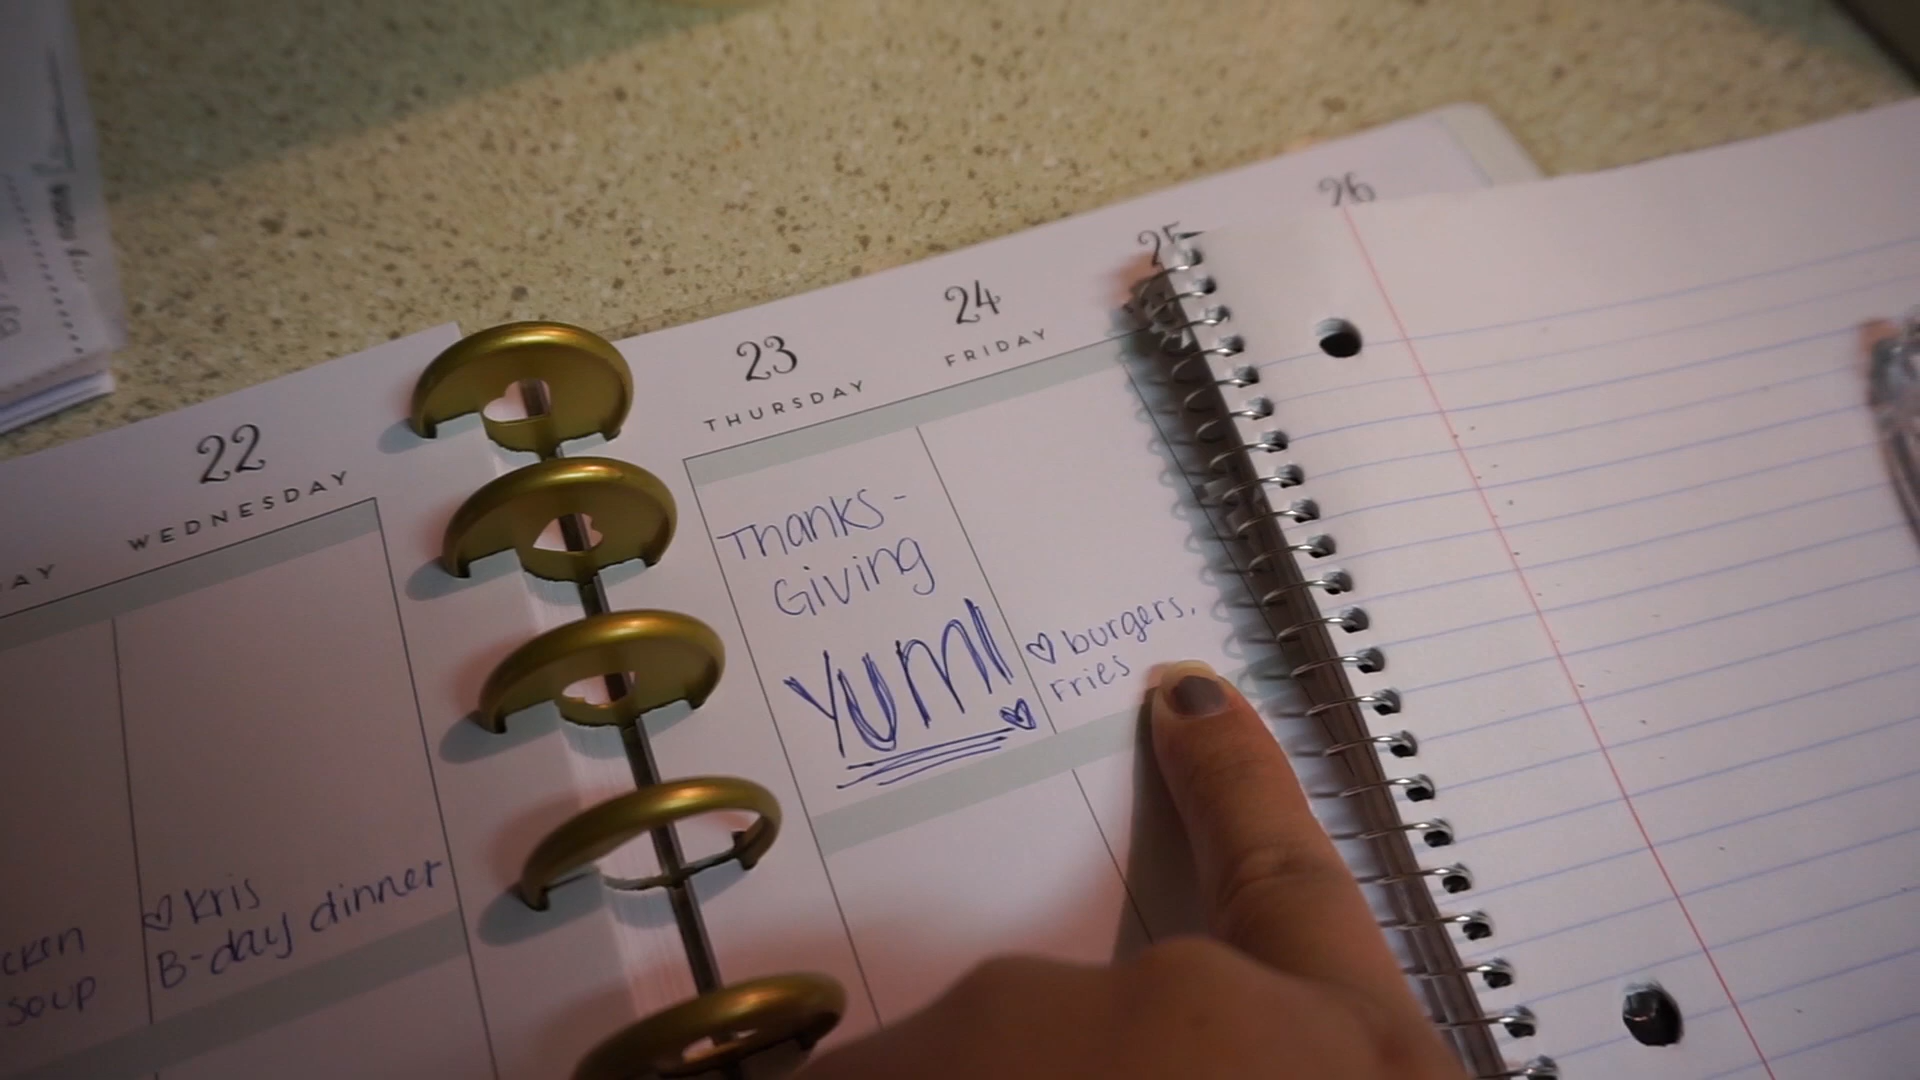 22
WEDNESDAY
soup
♡ Kris
B-day dinner
23
THURSDAY
Thanks-
Giving
YUM!
24
FRIDAY
♡ burgers,
Fries
25
26